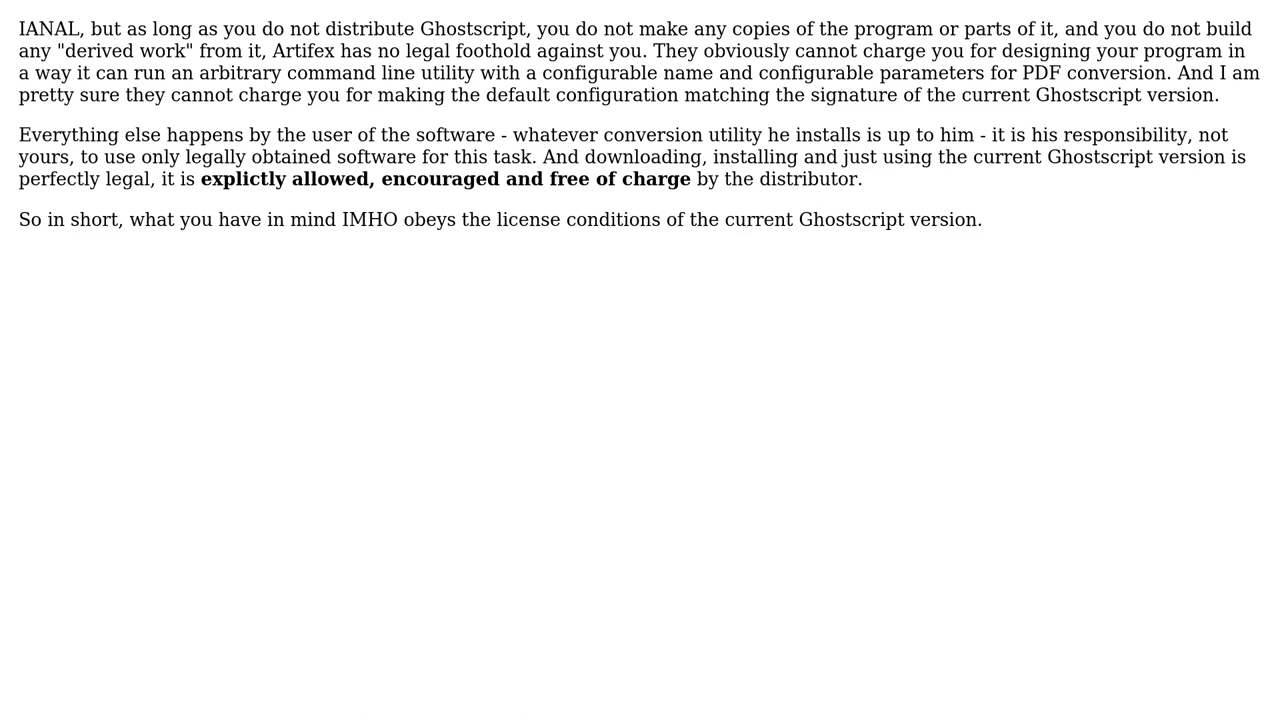 IANAL, but as long as you do not distribute Ghostscript, you do not make any copies of the program or parts of it, and you do not build
any "derived work" from it, Artifex has no legal foothold against you. They obviously cannot charge you for designing your program in
a way it can run an arbitrary command line utility with a configurable name and configurable parameters for PDF conversion. And I am
pretty sure they cannot charge you for making the default configuration matching the signature of the current Ghostscript version.
Everything else happens by the user of the software - whatever conversion utility he installs is up to him - it is his responsibility, not
yours, to use only legally obtained software for this task. And downloading, installing and just using the current Ghostscript version is
perfectly legal, it is explictly allowed, encouraged and free of charge by the distributor.
So in short, what you have in mind IMHO obeys the license conditions of the current Ghostscript version.